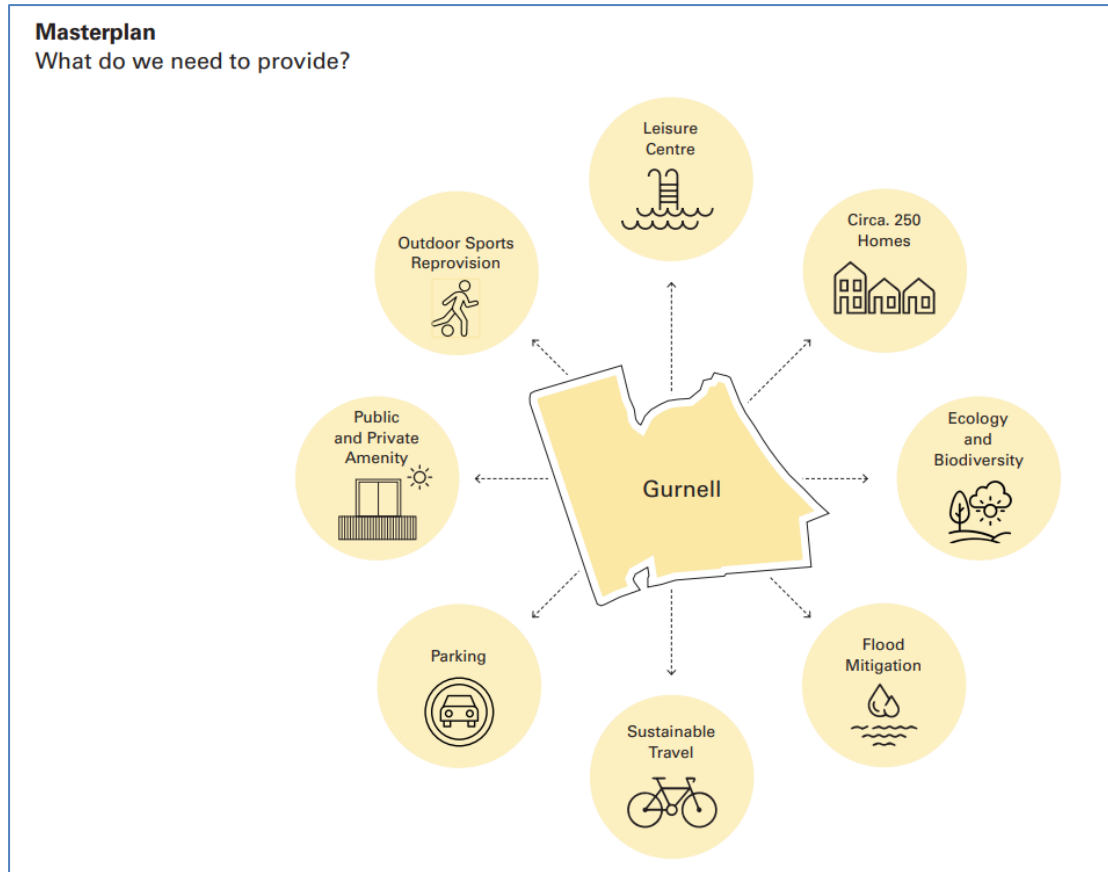 Masterplan
What do we need to provide?
Leisure
Centre
Circa. 250
Homes
Outdoor Sports
Reprovision
Public
and Private
Amenity
Gurnell
Ecology
and
Biodiversity
Parking
Flood
Mitigation
Sustainable
Travel